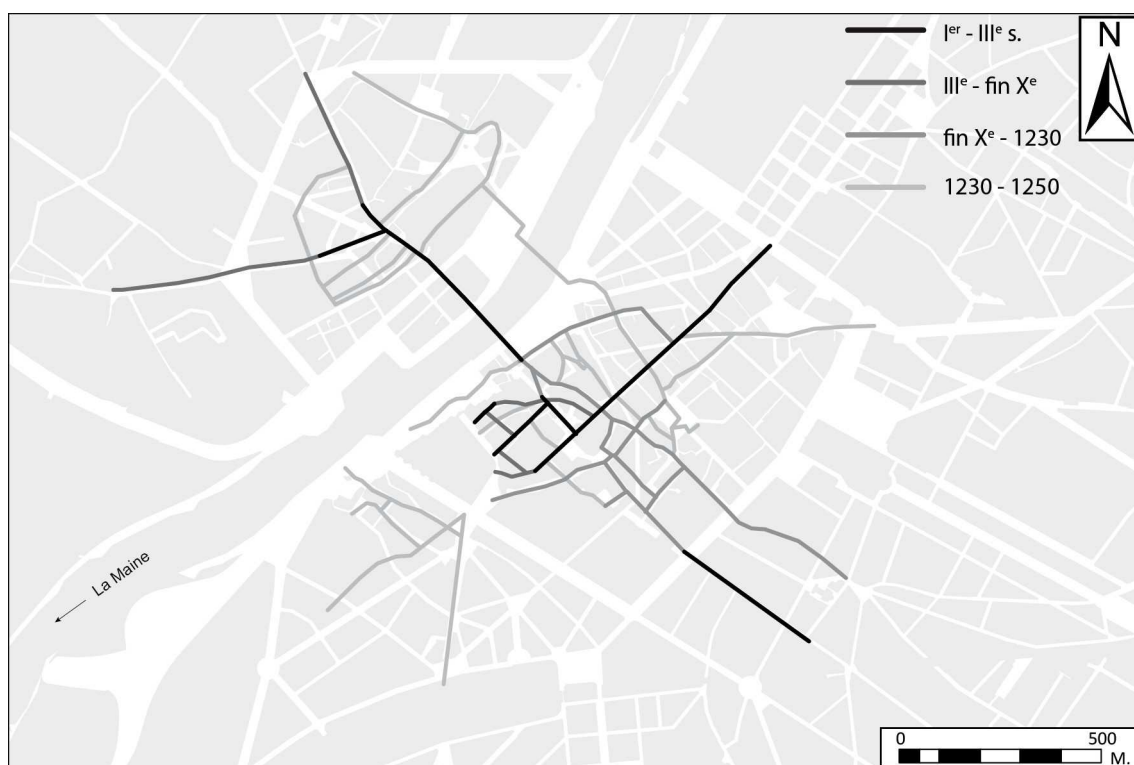 Iᵉʳ - IIIᵉ s.
N
IIIᵉ - fin Xᵉ
fin Xᵉ - 1230
1230 - 1250
La Maine
0 500
M.